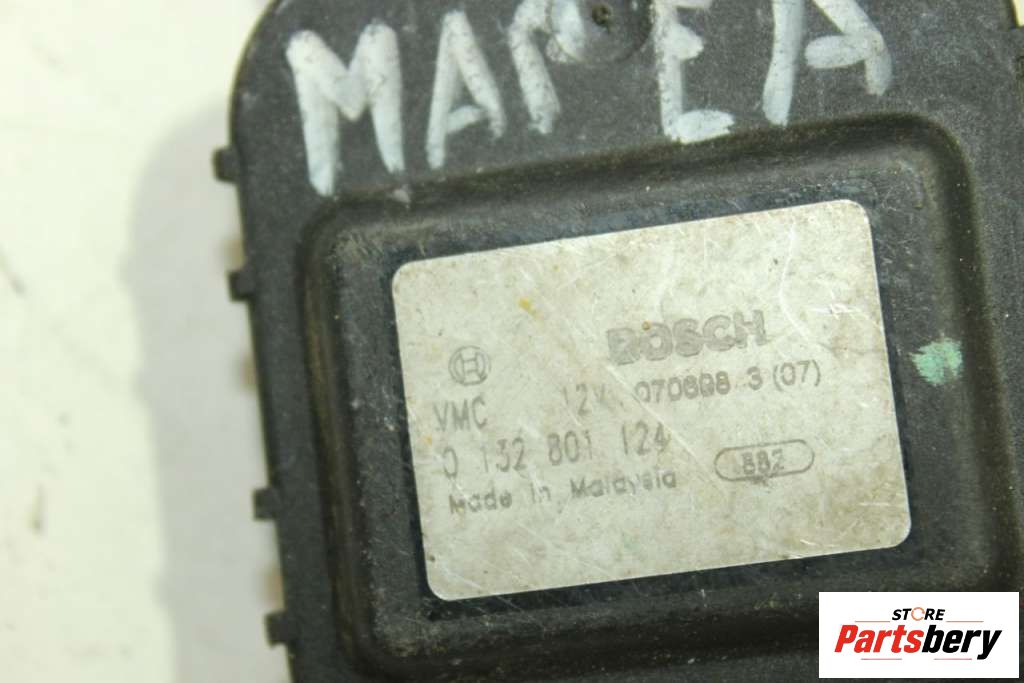 MAPEA
BOSCH
12V 070698 3 (07)
VMC
0 132 801 124
882
Made in Malaysia
STORE
Partsbery